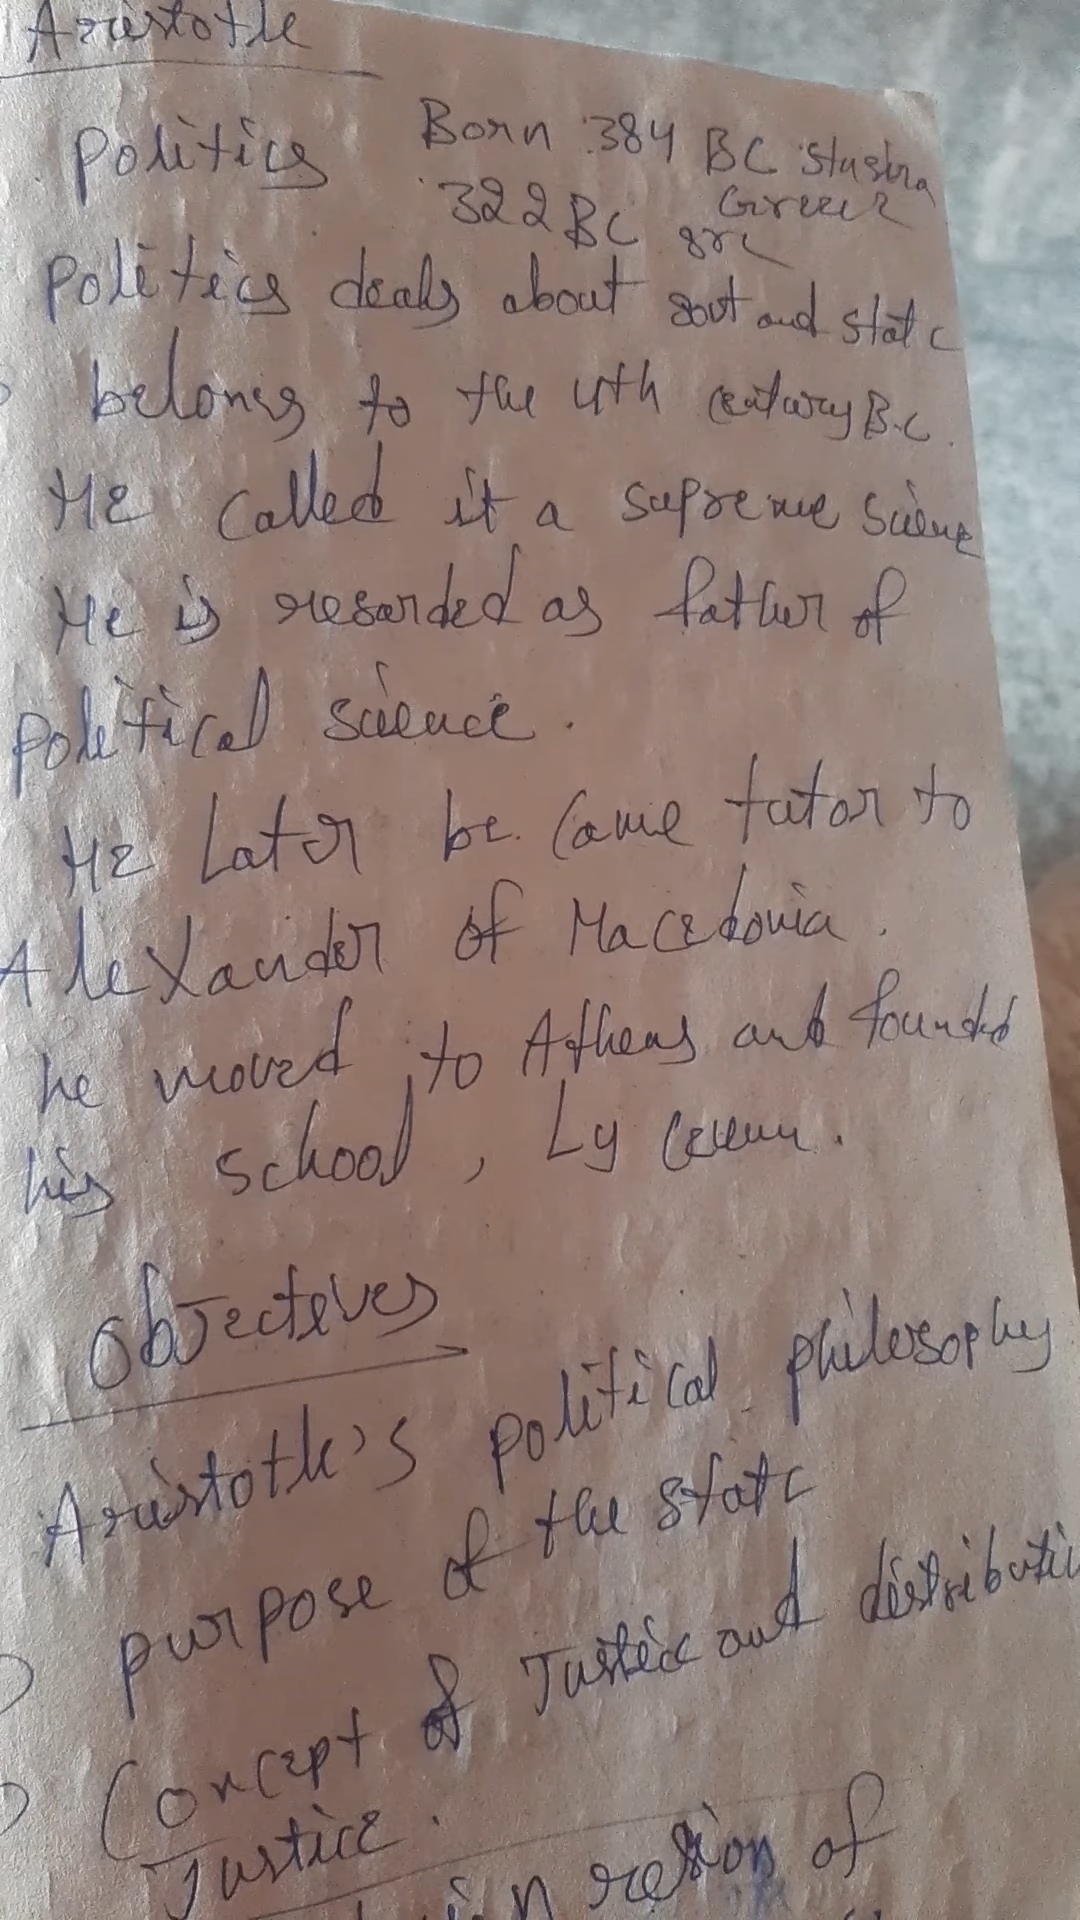 Aristotle
Politics Born 384 BC
Greece
322 BC
Politics deals about govt and state
belongs to the 4th century B.C.
He called it a supreme science
He is regarded as father of
political science.
He Later be came tutor to
Alexander of Macedonia.
he moved to Athens and founded
his school, Lyceum.
Objectives
Aristotle's political philosophy
purpose of the state
Concept of Justice and
Justice.
of